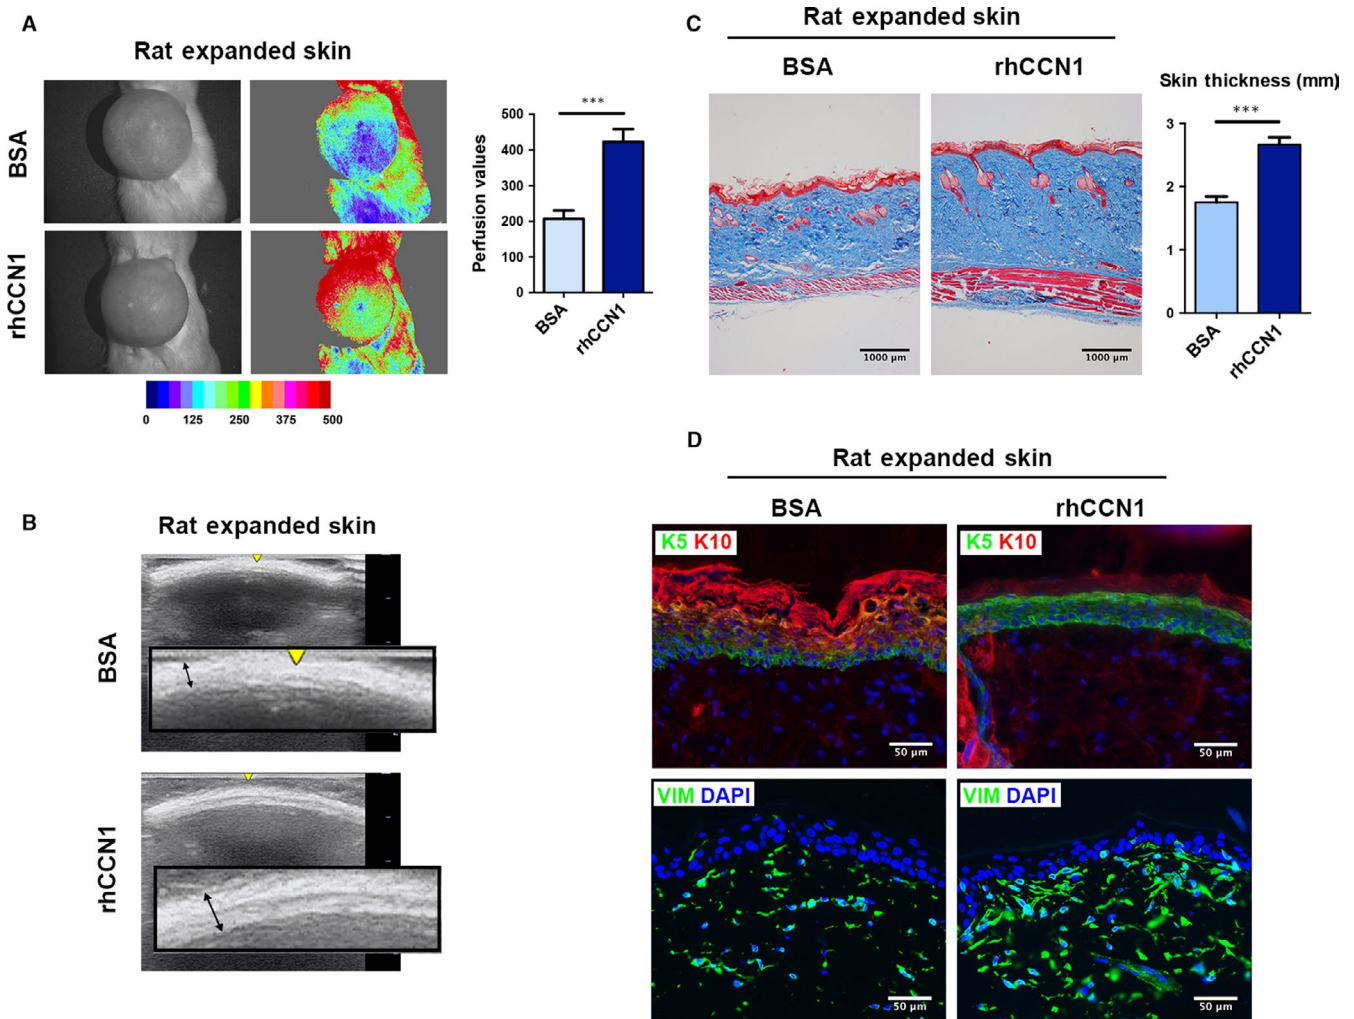 A
Rat expanded skin
BSA
rhCCN1
0 125 250 375 500
Perfusion values
500
400
300
200
100
0
***
BSA
rhCCN1
B
Rat expanded skin
BSA
rhCCN1
C
Rat expanded skin
BSA rhCCN1
1000 µm
1000 µm
Skin thickness (mm)
3
2
1
0
***
BSA
rhCCN1
D
Rat expanded skin
BSA rhCCN1
K5 K10
50 µm
K5 K10
50 µm
VIM DAPI
50 µm
VIM DAPI
50 µm